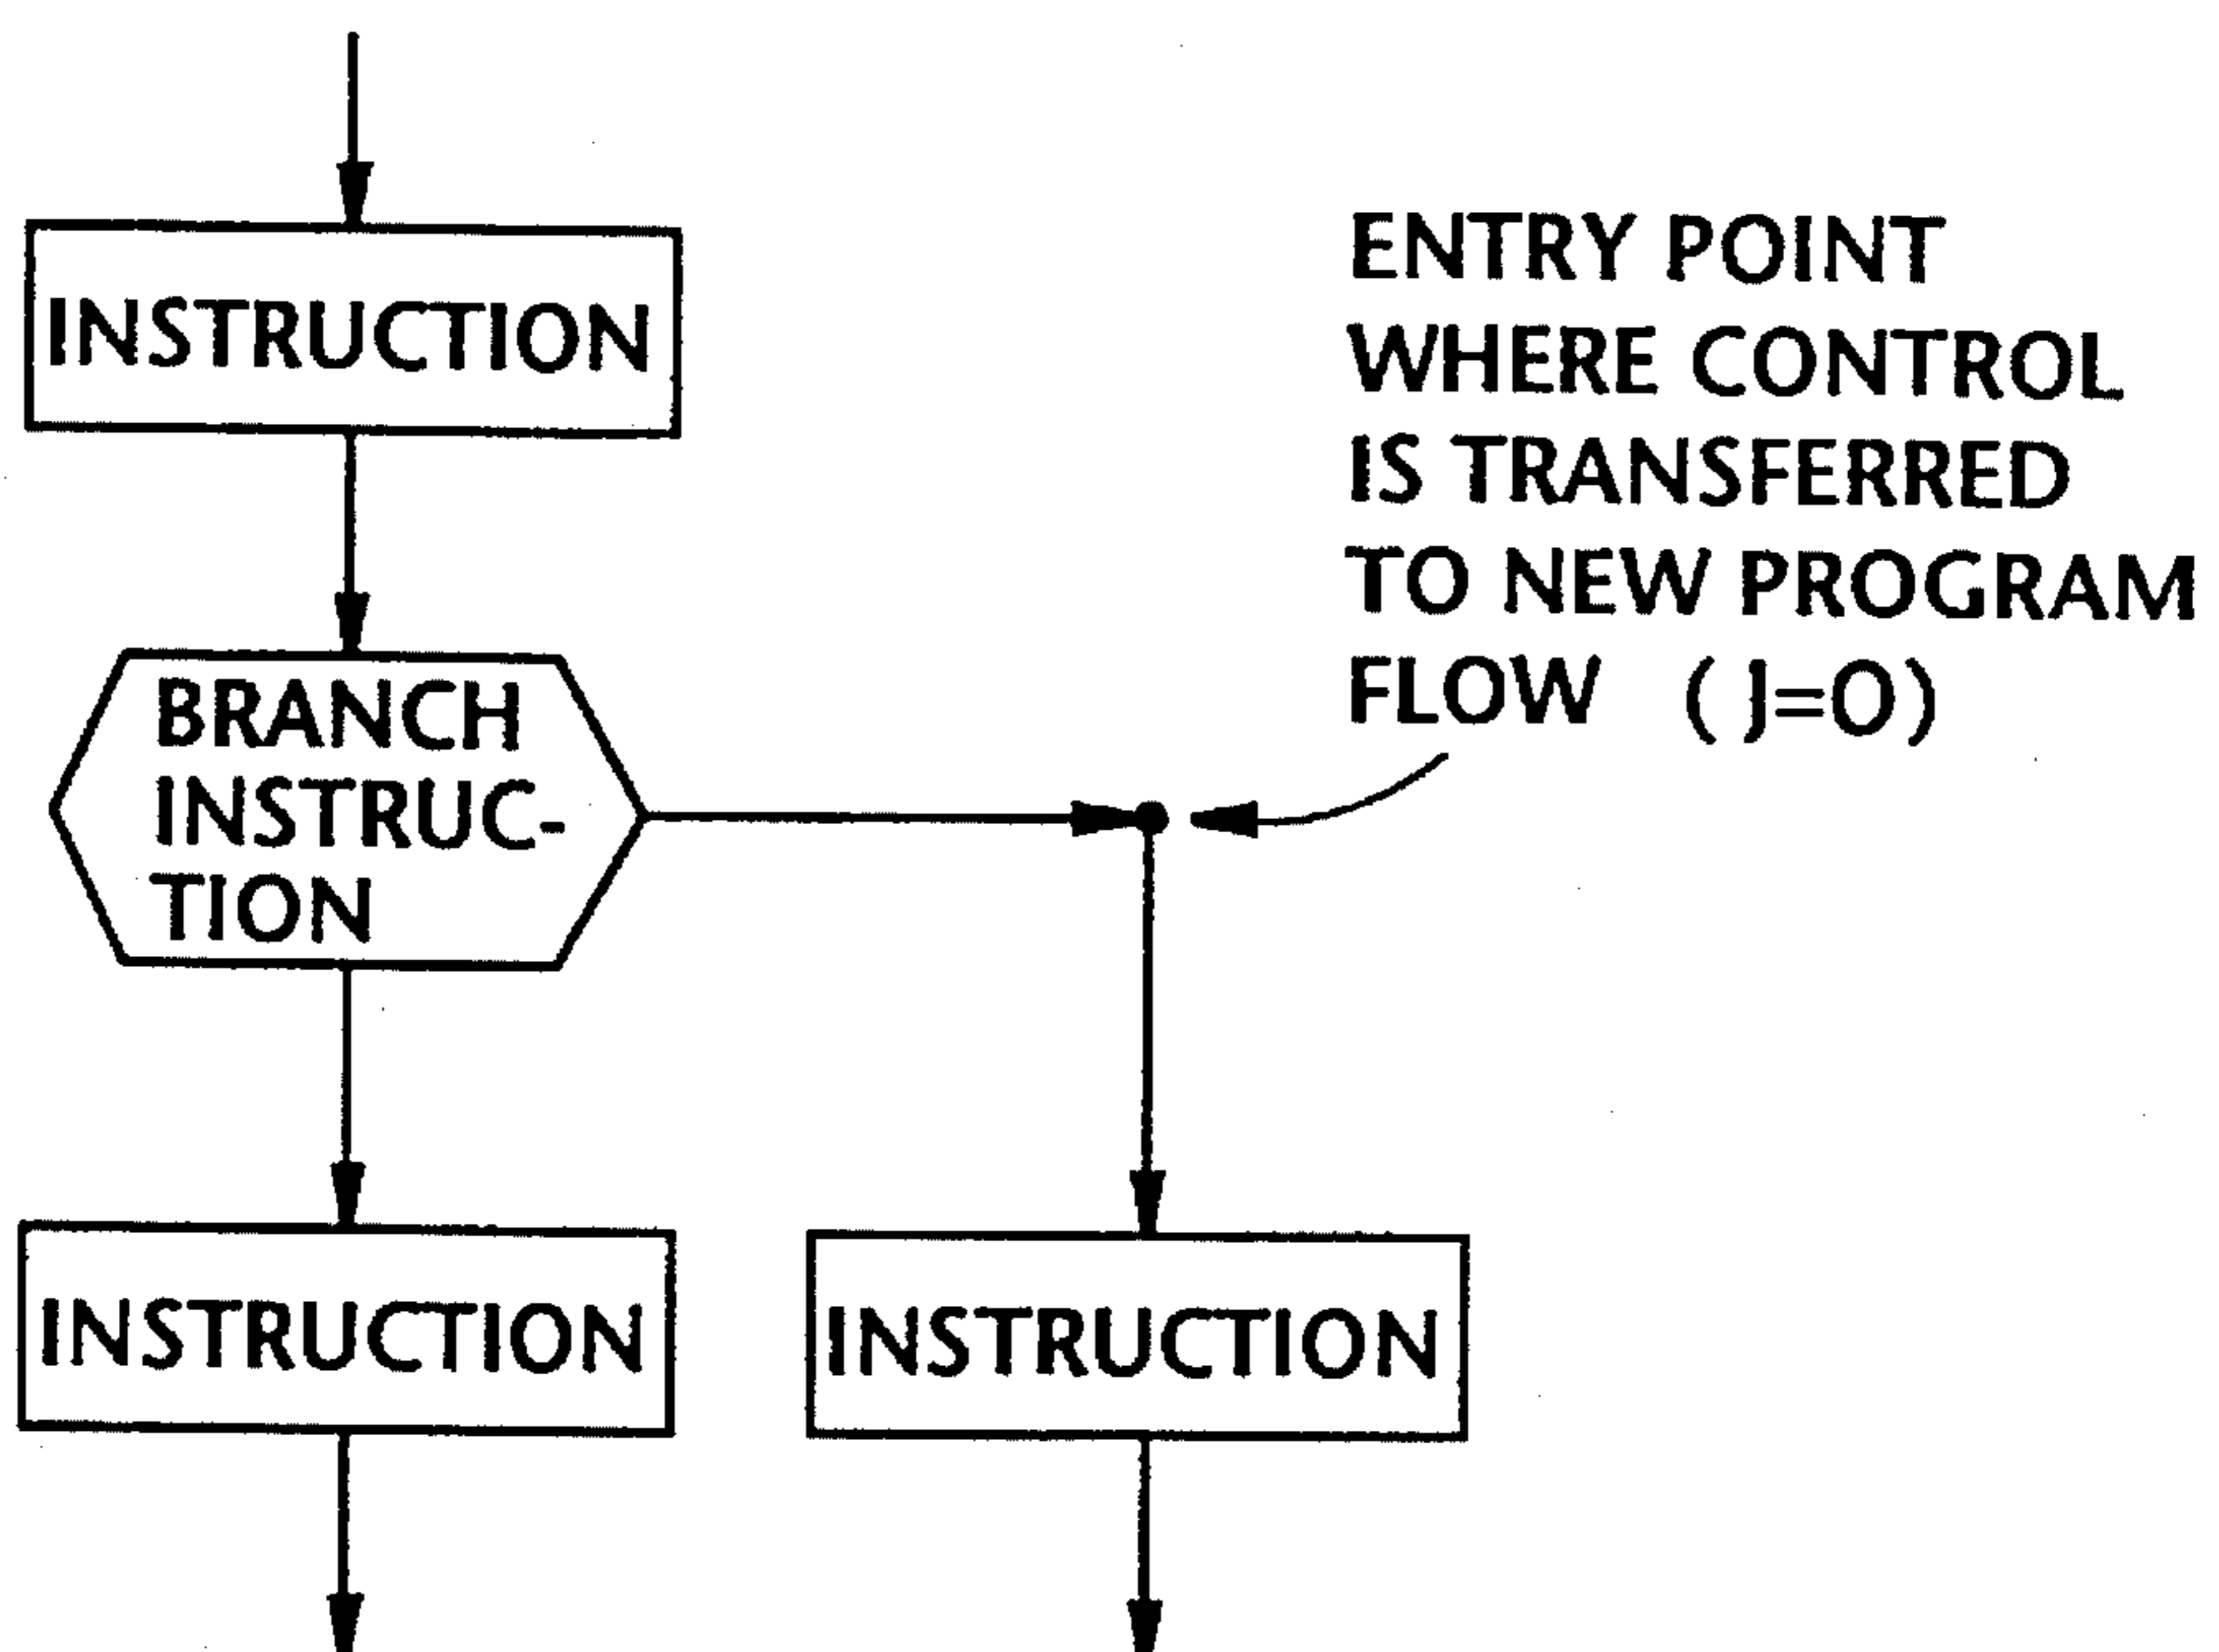 INSTRUCTION
ENTRY POINT
WHERE CONTROL
IS TRANSFERRED
TO NEW PROGRAM
FLOW (J=0)
BRANCH
INSTRUC-
TION
INSTRUCTION
INSTRUCTION